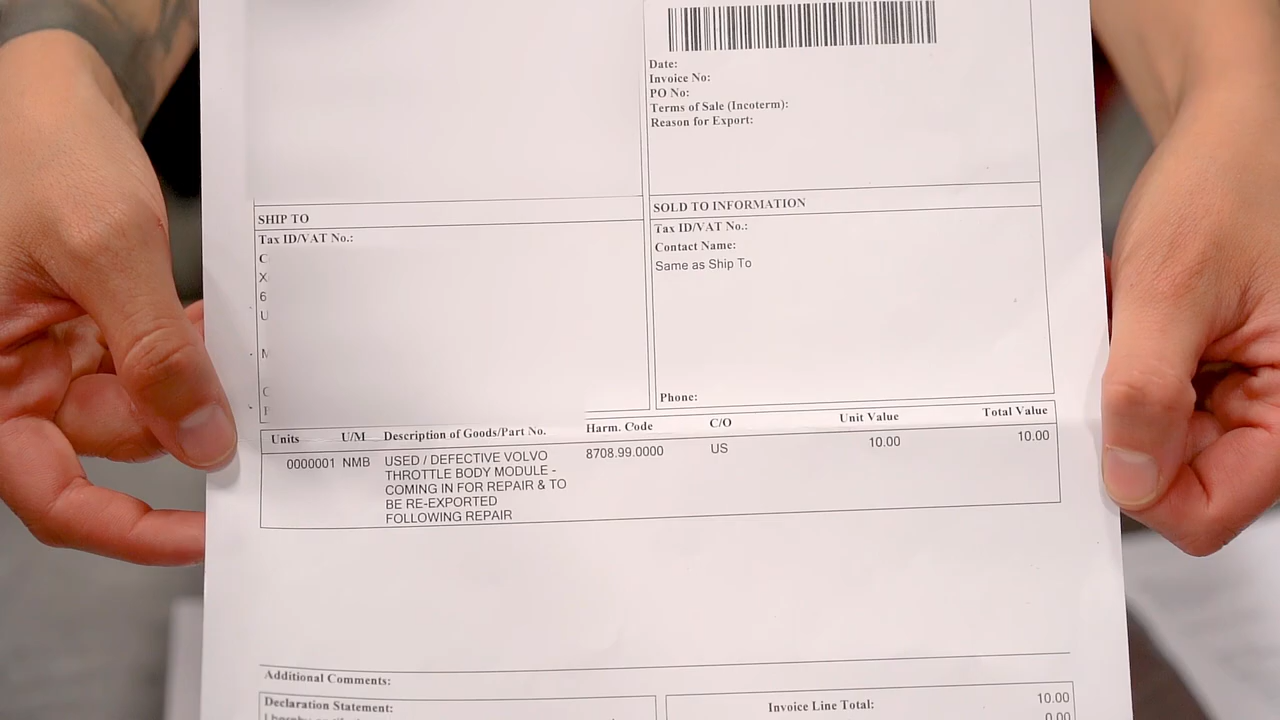 Date:
Invoice No:
PO No:
Terms of Sale (Incoterm):
Reason for Export:
SHIP TO
Tax ID/VAT No.:
C
X
6
U
SOLD TO INFORMATION
Tax ID/VAT No.:
Contact Name:
Same as Ship To
Phone:
Units U/M Description of Goods/Part No. Harm. Code C/O Unit Value Total Value
0000001 NMB USED / DEFECTIVE VOLVO 8708.99.0000 US 10.00 10.00
THROTTLE BODY MODULE -
COMING IN FOR REPAIR & TO
BE RE-EXPORTED
FOLLOWING REPAIR
Additional Comments:
Declaration Statement:
Invoice Line Total: 10.00
0.00